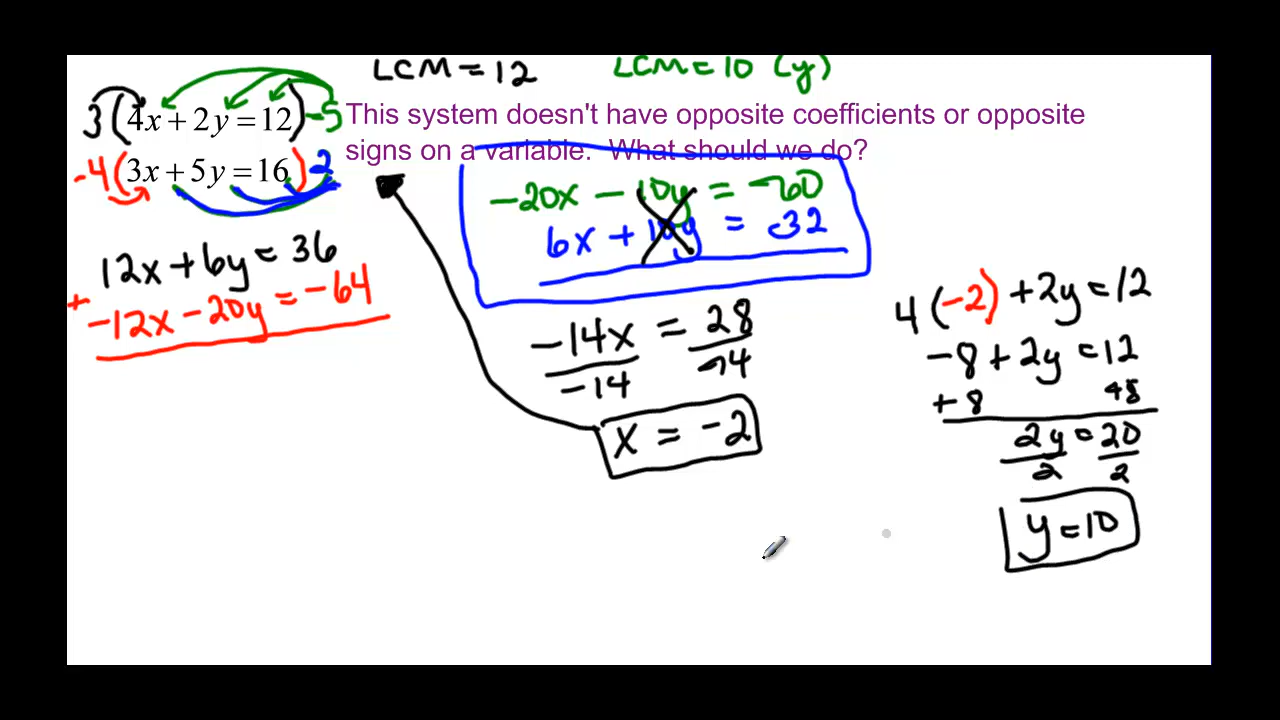 LCM = 12 LCM = 10 (y)
3(4x + 2y = 12)-5
This system doesn't have opposite coefficients or opposite
signs on a variable. What should we do?
-4(3x + 5y = 16)2
-20x - 10y = -60
6x + 10y = -32
12x + 6y = 36
+ -12x - 20y = -64
-14x = 28
-14 -14
x = -2
4(-2) + 2y = 12
-8 + 2y = 12
+8 +8
2y = 20
2 2
y = 10